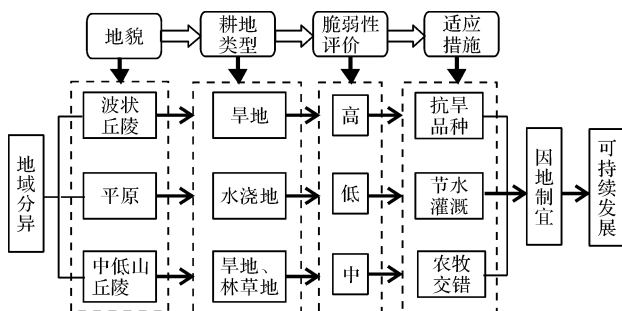 地貌
耕地
类型
脆弱性
评价
适应
措施
地域分异
波状
丘陵
旱地
高
抗旱
品种
平原
水浇地
低
节水
灌溉
中低山
丘陵
旱地、
林草地
中
农牧
交错
因地制宜
可持续发展